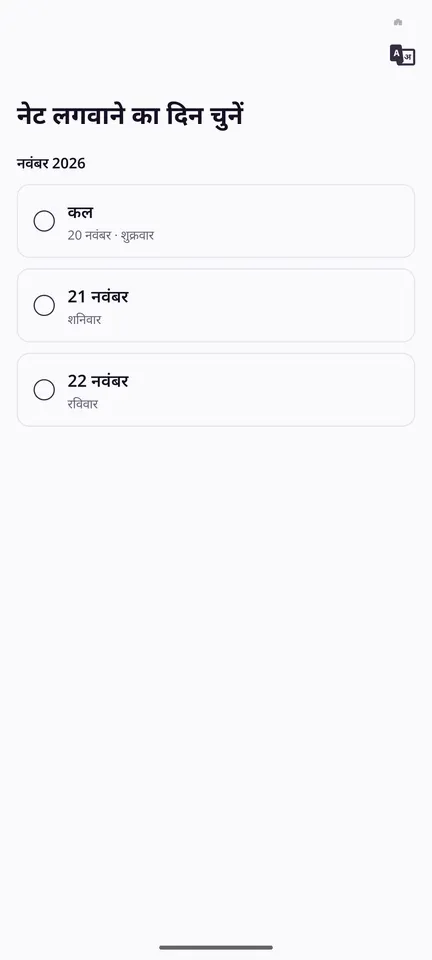 A अ
नेट लगवाने का दिन चुनें
नवंबर 2026
कल
20 नवंबर · शुक्रवार
21 नवंबर
शनिवार
22 नवंबर
रविवार